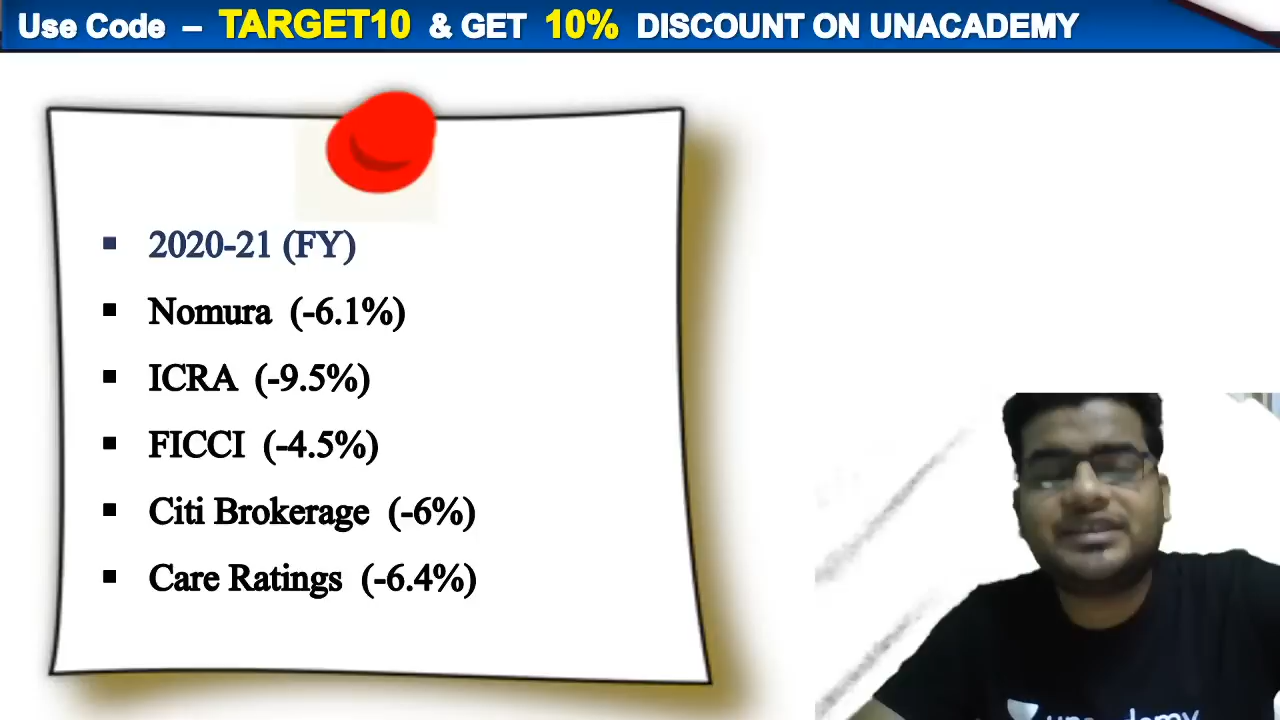 Use Code – TARGET10 & GET 10% DISCOUNT ON UNACADEMY
▪ 2020-21 (FY)
▪ Nomura (-6.1%)
▪ ICRA (-9.5%)
▪ FICCI (-4.5%)
▪ Citi Brokerage (-6%)
▪ Care Ratings (-6.4%)
unacademy